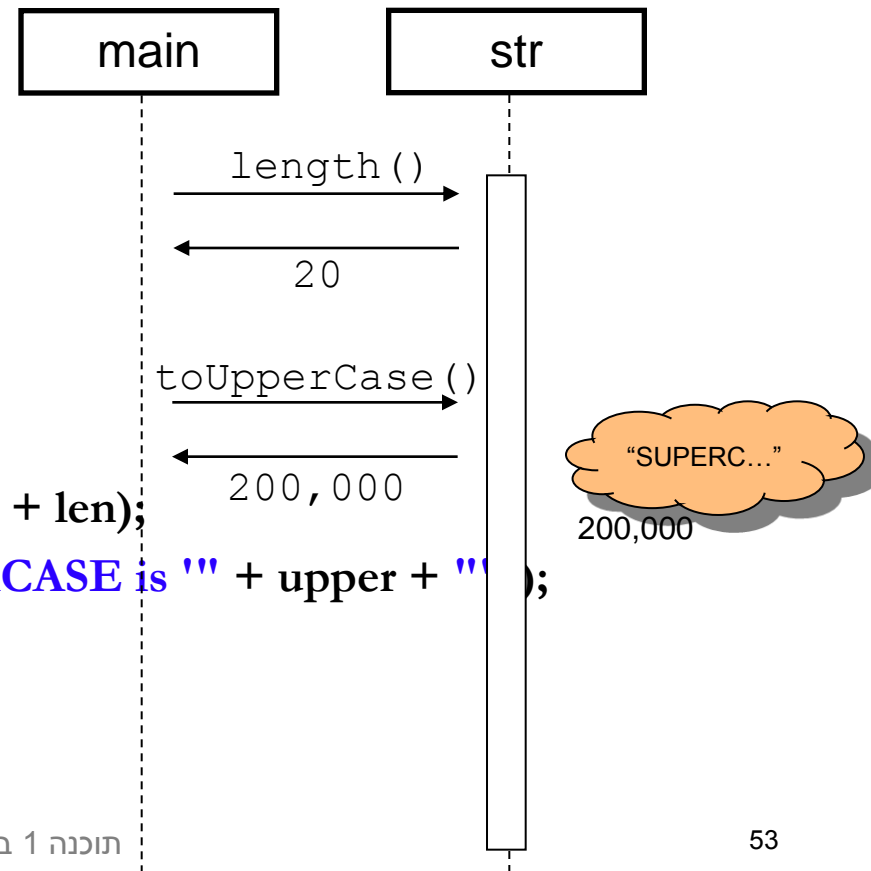 main str
length()
20
toUpperCase()
"SUPERC…"
200,000
200,000
+ len);
CASE is '" + upper + "' );
תוכנה 1 ב
53